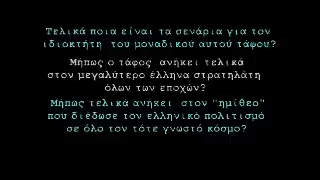 Τελικά ποια είναι τα σενάρια για τον
ιδιοκτήτη του μοναδικού αυτού τάφου?
Μήπως ο τάφος ανήκει τελικά
στον μεγαλύτερο έλληνα στρατηλάτη
όλων των εποχών?
Μήπως τελικά ανήκει στον "ημίθεο"
που διέδωσε τον ελληνικό πολιτισμό
σε όλο τον τότε γνωστό κόσμο?